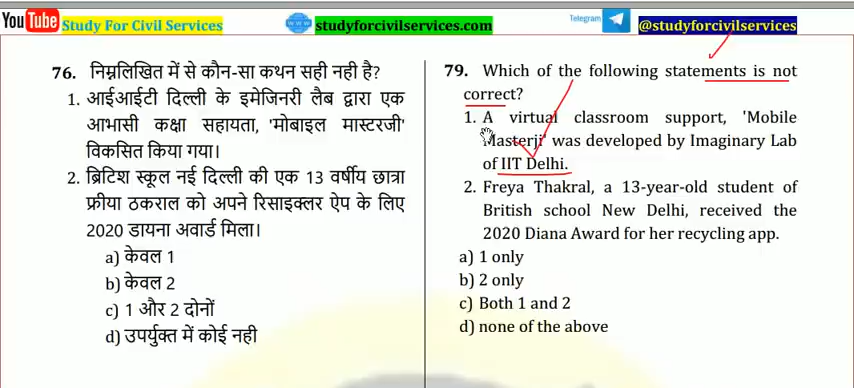 You Tube Study For Civil Services
www studyforcivilservices.com
Telegram @studyforcivilservices
76. निम्नलिखित में से कौन-सा कथन सही नही है?
1. आईआईटी दिल्ली के इमेजिनरी लैब द्वारा एक
आभासी कक्षा सहायता, 'मोबाइल मास्टरजी'
विकसित किया गया।
2. ब्रिटिश स्कूल नई दिल्ली की एक 13 वर्षीय छात्रा
फ्रीया ठकराल को अपने रिसाइक्लर ऐप के लिए
2020 डायना अवार्ड मिला।
a) केवल 1
b) केवल 2
c) 1 और 2 दोनों
d) उपर्युक्त में कोई नही
79. Which of the following statements is not
correct?
1. A virtual classroom support, 'Mobile
Masterji' was developed by Imaginary Lab
of IIT Delhi.
2. Freya Thakral, a 13-year-old student of
British school New Delhi, received the
2020 Diana Award for her recycling app.
a) 1 only
b) 2 only
c) Both 1 and 2
d) none of the above